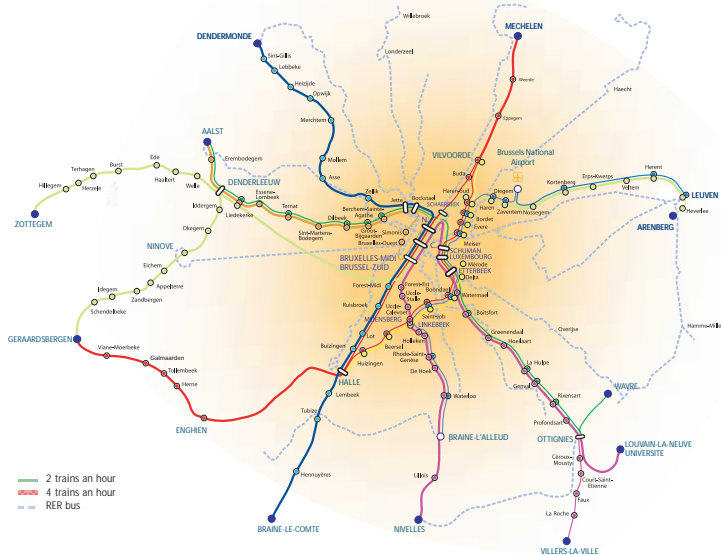 Willebroek
DENDERMONDE
MECHELEN
Londerzeel
Sint-Gillis
Lebbeke
Heizijde
Opwijk
Weerde
Haecht
Merchtem
Eppegem
AALST
Erembodegem
VILVOORDE
Brussels National
Airport
Mollem
Asse
Buda
Burst
Ede
Terhagen
Haaltert
Welle
Hillegem
Herzele
DENDERLEEUW
Essene-
Lombeek
Ternat
Liedekerke
Iddergem
ZOTTEGEM
Okegem
NINOVE
Zellik
Jette
Bockstael
SCHAERBEEK
Berchem-Sainte-
Agathe
Dilbeek
Groot-
Bijgaarden
Sint-Martens-
Bodegem
Simonis
Bruxelles-Ouest
N
C
Haren-Sud
Haren
Diegem
Zaventem
Nossegem
Kortenberg
Erps-Kwerps
Veltem
Herent
LEUVEN
Heverlee
ARENBERG
Bordet
Evere
Meiser
SCHUMAN
LUXEMBOURG
Mérode
ETTERBEEK
Delta
BRUXELLES-MIDI
BRUSSEL-ZUID
Eichem
Appelterre
Zandbergen
Idegem
Schendelbeke
GERAARDSBERGEN
Viane-Moerbeke
Galmaarden
Tollembeek
Herne
ENGHIEN
Forest-Midi
Ruisbroek
Forest-Est
Uccle-
Stalle
Uccle-
Calevoet
MOENSBERG
Boondael
Watermael
Saint-Job
LINKEBEEK
Boitsfort
Lot
Beersel
Buizingen
Huizingen
HALLE
Lembeek
Tubize
Hennuyères
BRAINE-LE-COMTE
Holleken
Rhode-Saint-
Genèse
De Hoek
Waterloo
BRAINE-L'ALLEUD
Lillois
NIVELLES
Groenendaal
Hoeilaart
Overijse
Hamme-Mille
La Hulpe
Genval
Rixensart
Profondsart
WAVRE
OTTIGNIES
LOUVAIN-LA-NEUVE
UNIVERSITE
Céroux-
Mousty
Court-Saint-
Etienne
Faux
La Roche
VILLERS-LA-VILLE
2 trains an hour
4 trains an hour
RER bus